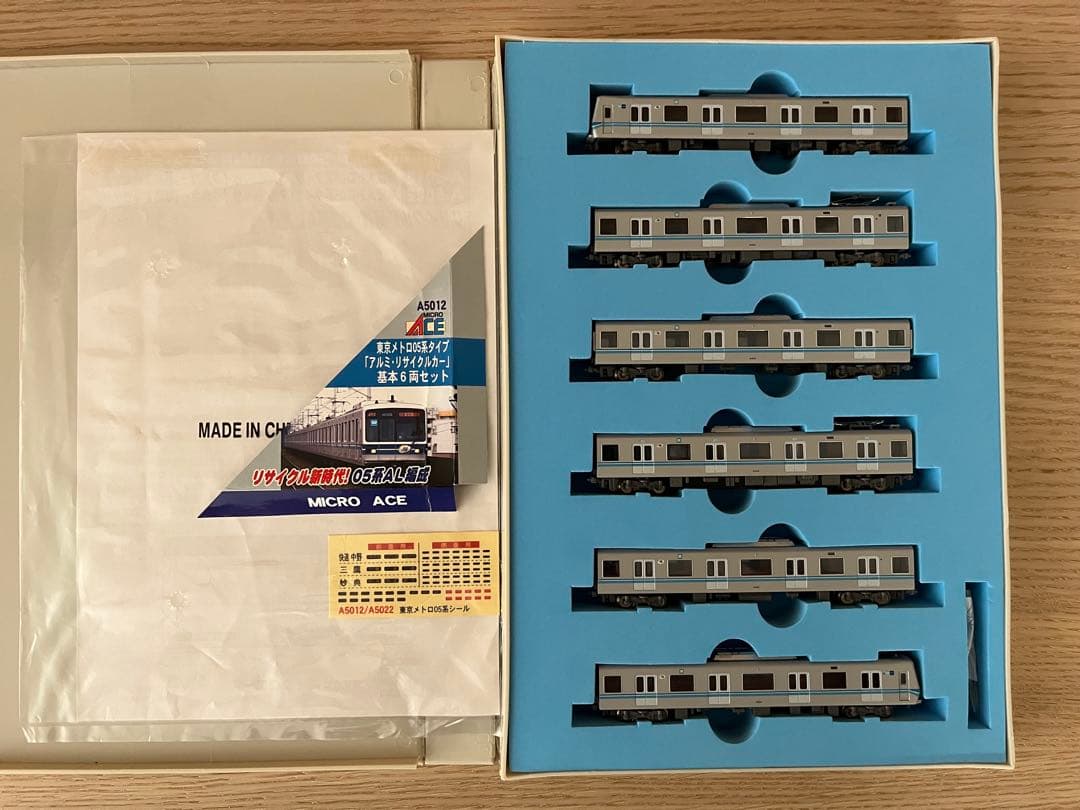 A5012
MICRO
ACE
東京メトロ05系タイプ
「アルミ・リサイクルカー」
基本6両セット
MADE IN CH
リサイクル新時代! 05系AL編成
MICRO ACE
快速 中野
三鷹
妙典
A5012/A5022 東京メトロ05系シール